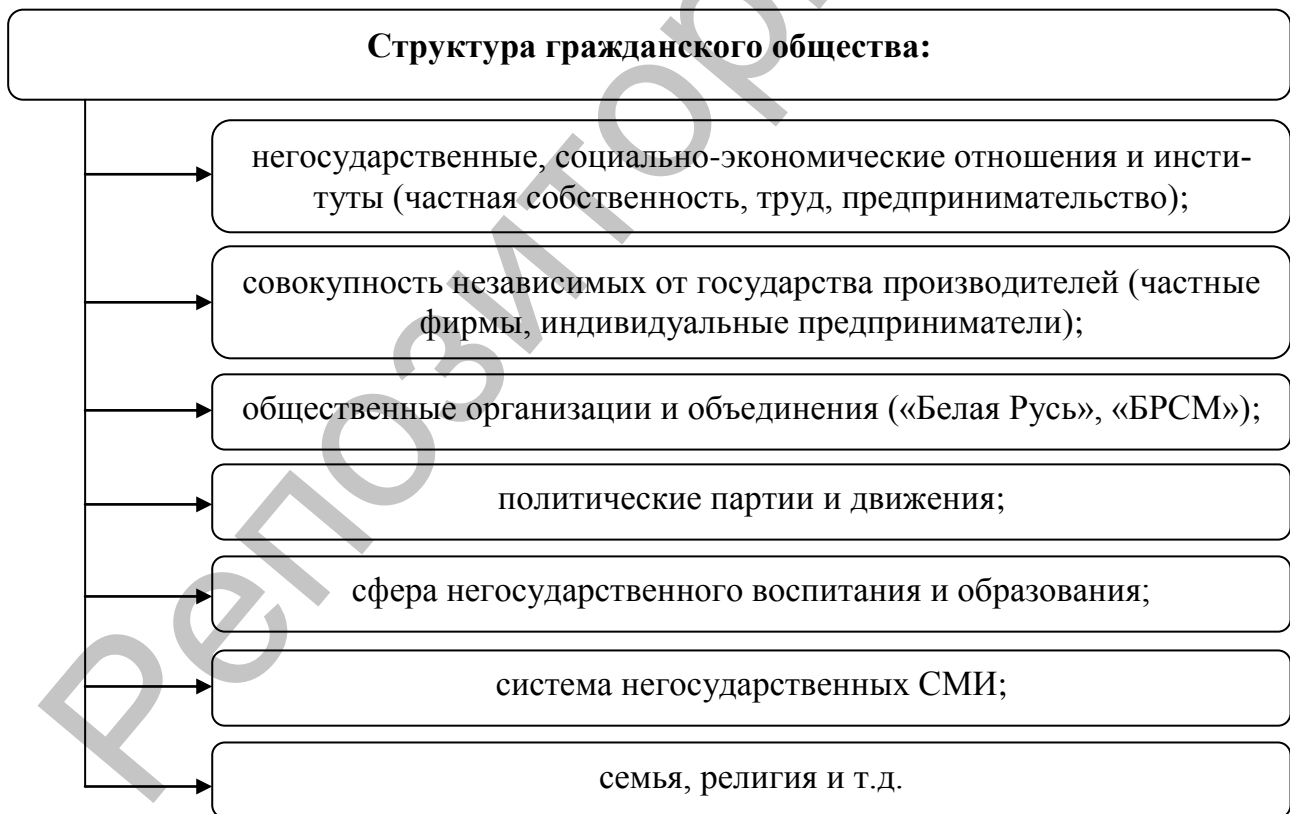 Структура гражданского общества:
негосударственные, социально-экономические отношения и инсти-
туты (частная собственность, труд, предпринимательство);
совокупность независимых от государства производителей (частные
фирмы, индивидуальные предприниматели);
общественные организации и объединения («Белая Русь», «БРСМ»);
политические партии и движения;
сфера негосударственного воспитания и образования;
система негосударственных СМИ;
семья, религия и т.д.